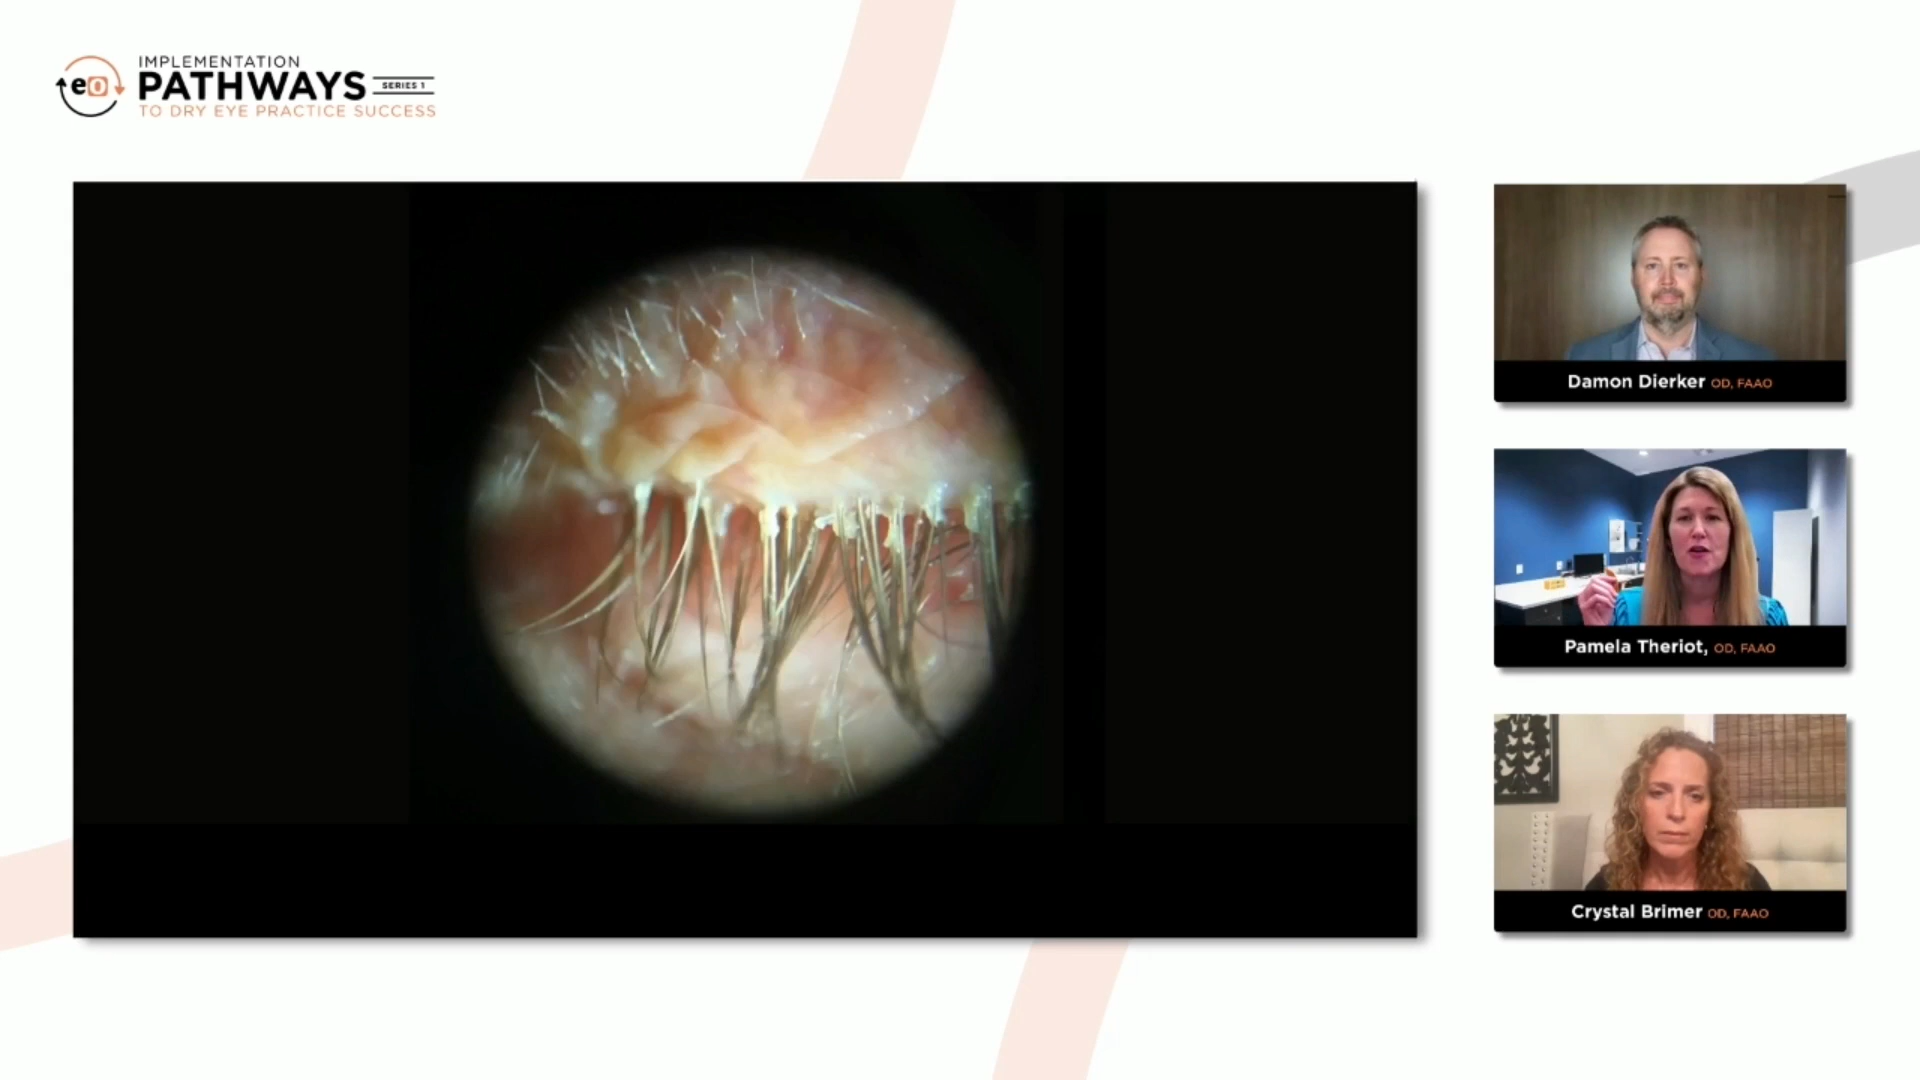 eo
IMPLEMENTATION
PATHWAYS SERIES 1
TO DRY EYE PRACTICE SUCCESS
Damon Dierker OD, FAAO
Pamela Theriot, OD, FAAO
Crystal Brimer OD, FAAO